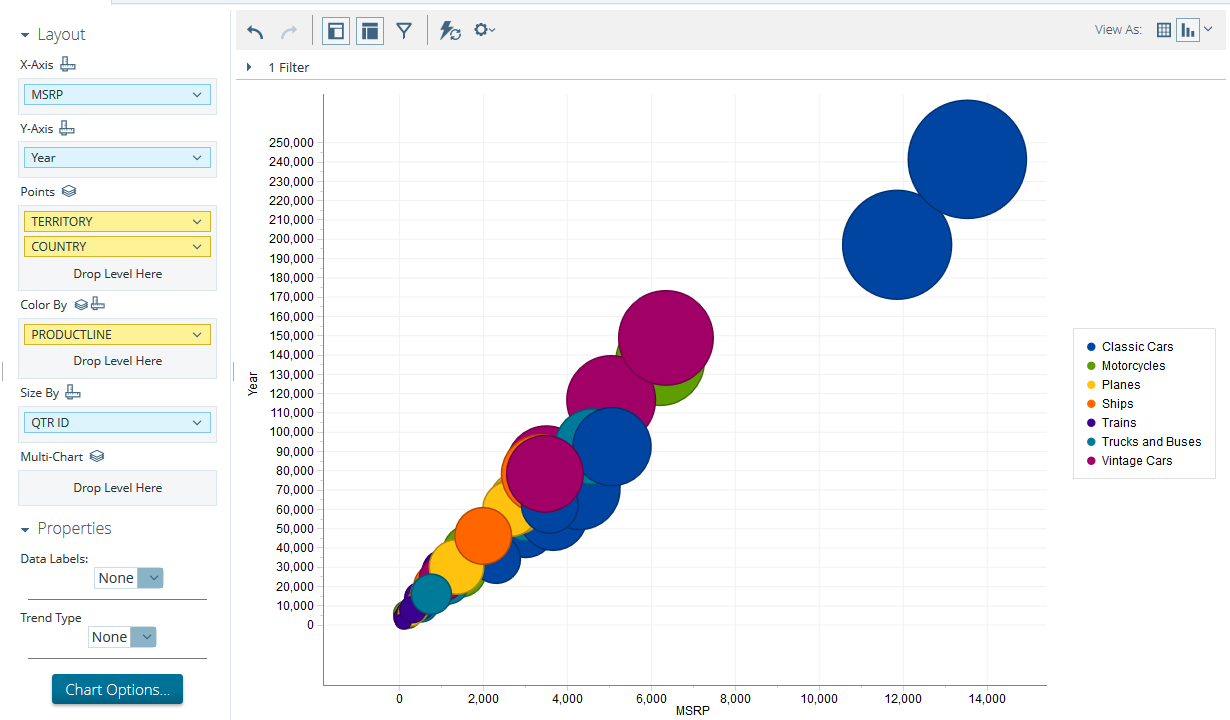 Layout
X-Axis
MSRP
Y-Axis
Year
Points
TERRITORY
COUNTRY
Drop Level Here
Color By
PRODUCTLINE
Drop Level Here
Size By
QTR ID
Multi-Chart
Drop Level Here
Properties
Data Labels:
None
Trend Type
None
Chart Options...
View As:
1 Filter
250,000
240,000
230,000
220,000
210,000
200,000
190,000
180,000
170,000
160,000
150,000
140,000
130,000
120,000
110,000
100,000
90,000
80,000
70,000
60,000
50,000
40,000
30,000
20,000
10,000
0
Year
0 2,000 4,000 6,000 8,000 10,000 12,000 14,000
MSRP
Classic Cars
Motorcycles
Planes
Ships
Trains
Trucks and Buses
Vintage Cars